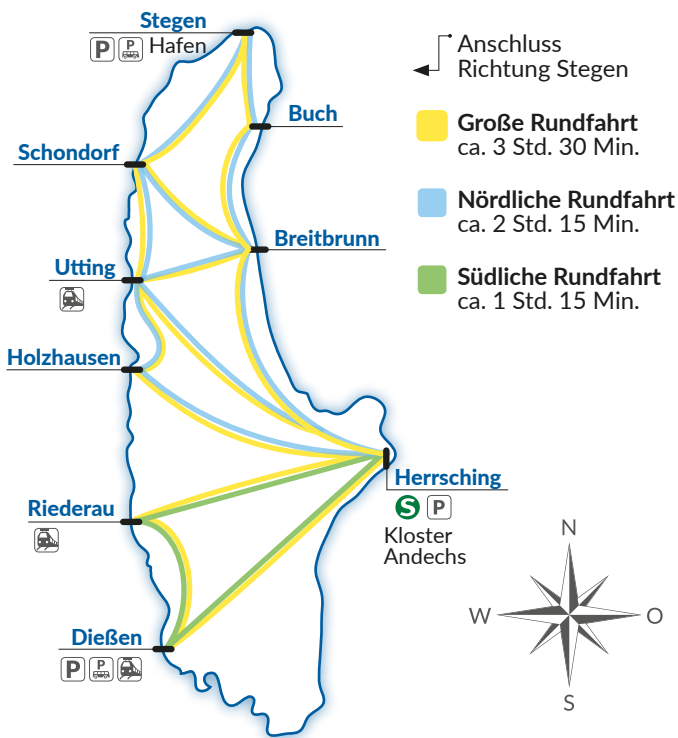 Stegen
P P Hafen
Buch
Schondorf
Breitbrunn
Utting
Holzhausen
Herrsching
S P
Kloster
Andechs
Riederau
Dießen
P P
Anschluss
Richtung Stegen
Große Rundfahrt
ca. 3 Std. 30 Min.
Nördliche Rundfahrt
ca. 2 Std. 15 Min.
Südliche Rundfahrt
ca. 1 Std. 15 Min.
N
W O
S